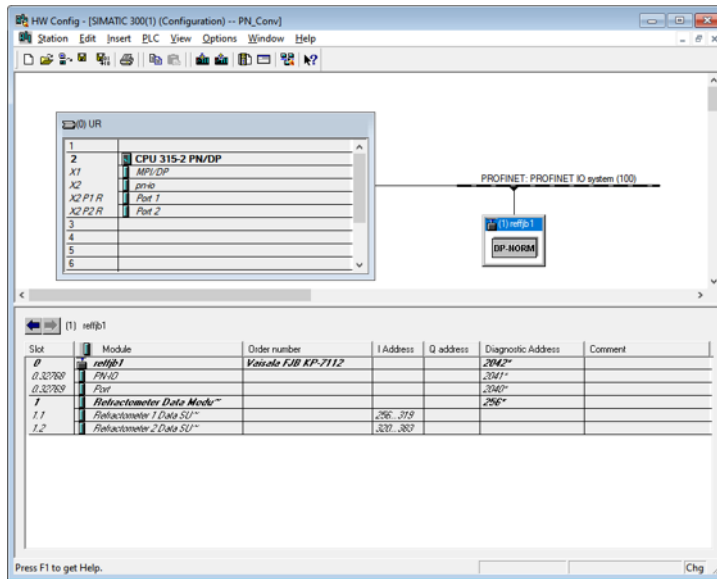 HW Config - [SIMATIC 300(1) (Configuration) -- PN_Conv]
Station Edit Insert PLC View Options Window Help
(0) UR
1
2 CPU 315-2 PN/DP
X1 MPI/DP
X2 pn-io
X2 P1 R Port 1
X2 P2 R Port 2
3
4
5
6
PROFINET: PROFINET IO system (100)
(1) reffjb1
DP-NORM
(1) reffjb1
Slot Module Order number I Address Q address Diagnostic Address Comment
0 reffjb1 Vaisala FJB KP-7112 2042*
0.32768 PN-IO 2041*
0.32769 Port 2040*
1 Refractometer Data Modu~ 256*
1.1 Refractometer 1 Data SU~ 256...319
1.2 Refractometer 2 Data SU~ 320...383
Press F1 to get Help. Chg